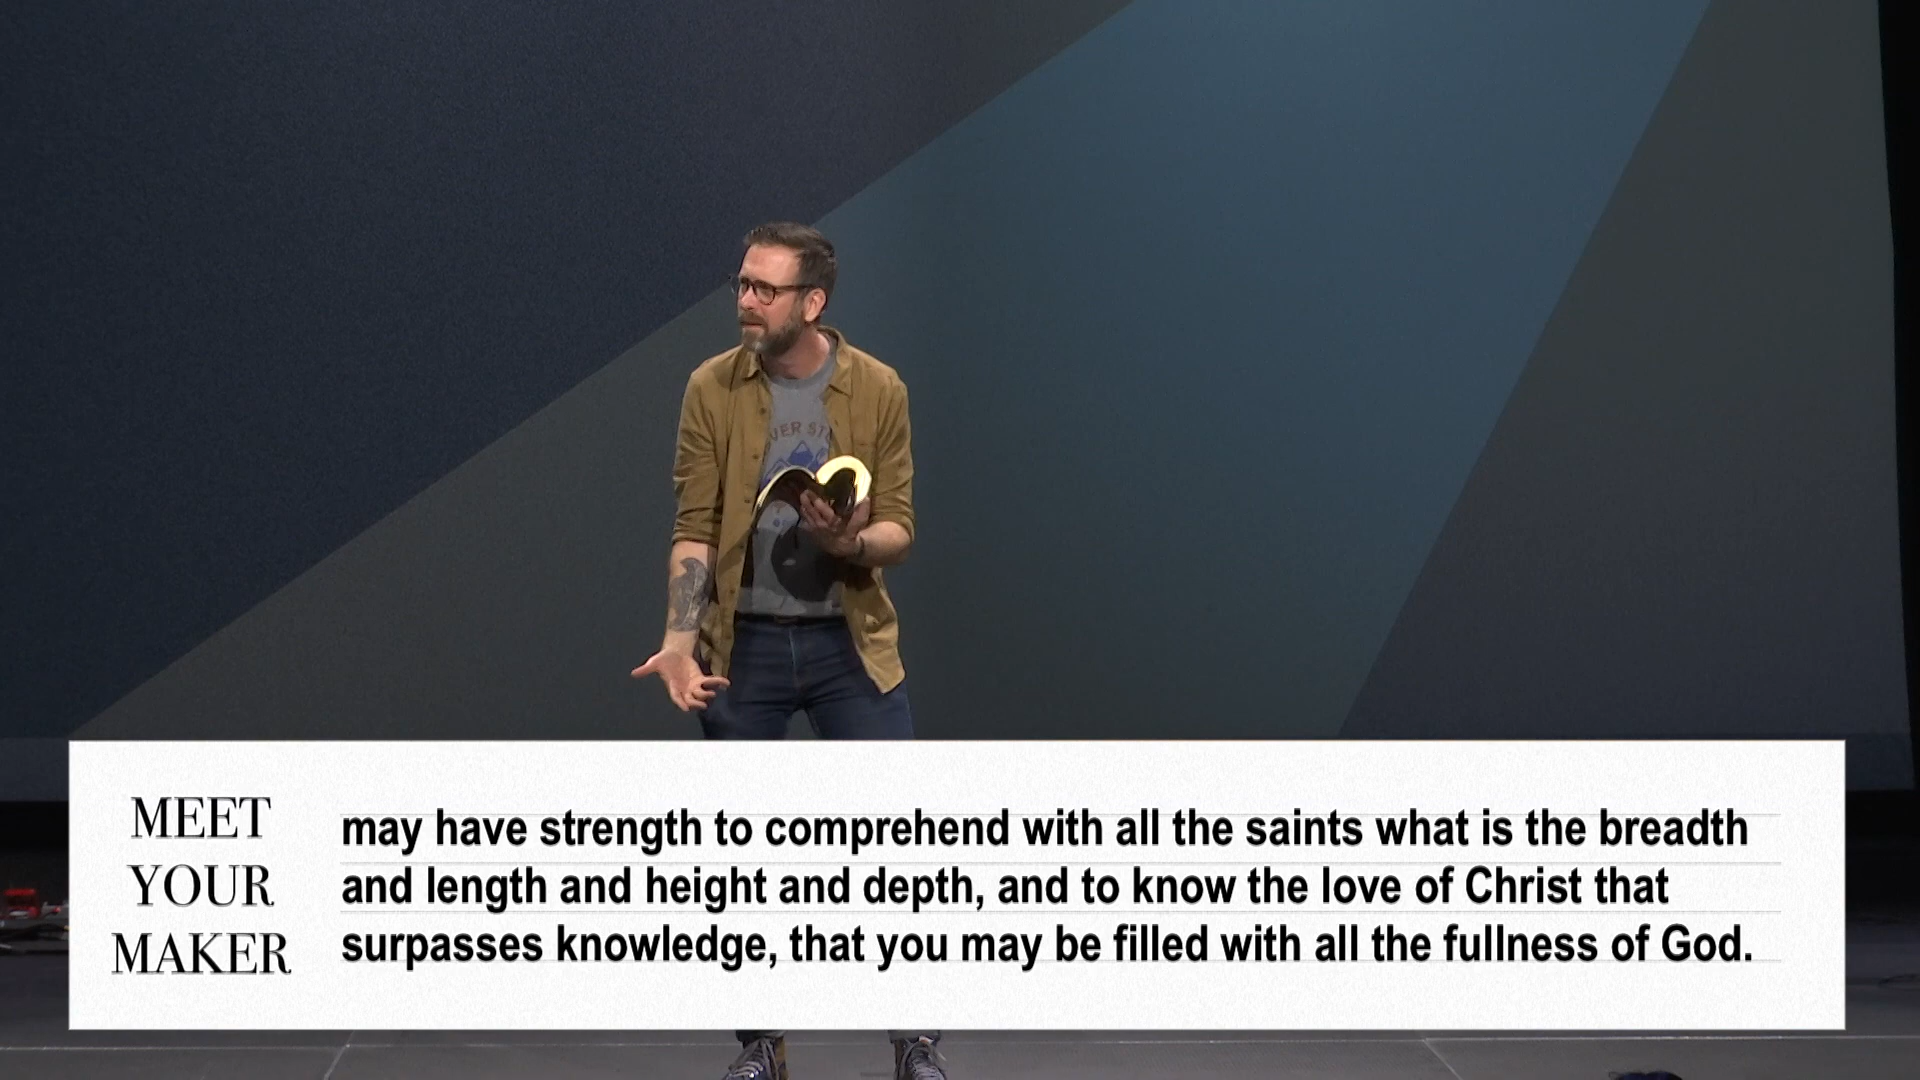 VER ST
MEET
YOUR
MAKER
may have strength to comprehend with all the saints what is the breadth
and length and height and depth, and to know the love of Christ that
surpasses knowledge, that you may be filled with all the fullness of God.